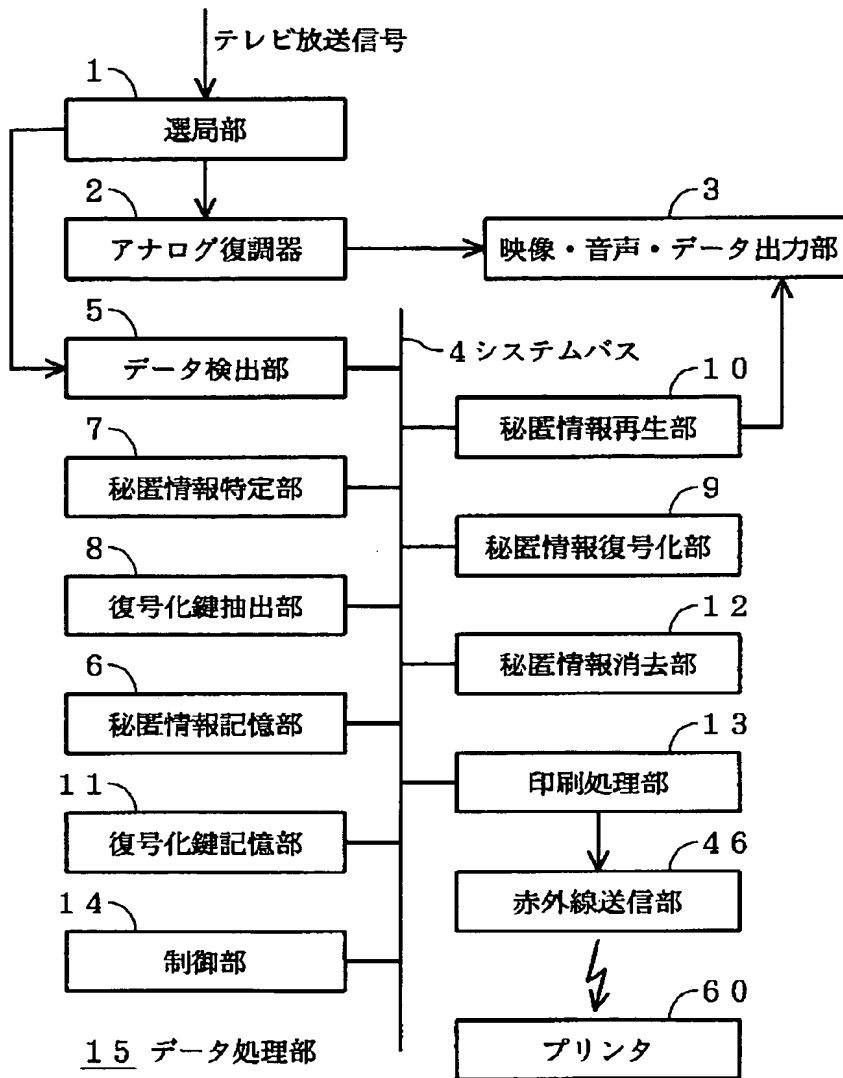 テレビ放送信号
1
選局部
2
アナログ復調器
3
映像・音声・データ出力部
5
データ検出部
4 システムバス
10
秘匿情報再生部
7
秘匿情報特定部
9
秘匿情報復号化部
8
復号化鍵抽出部
12
秘匿情報消去部
6
秘匿情報記憶部
13
印刷処理部
11
復号化鍵記憶部
46
赤外線送信部
14
制御部
60
プリンタ
15 データ処理部